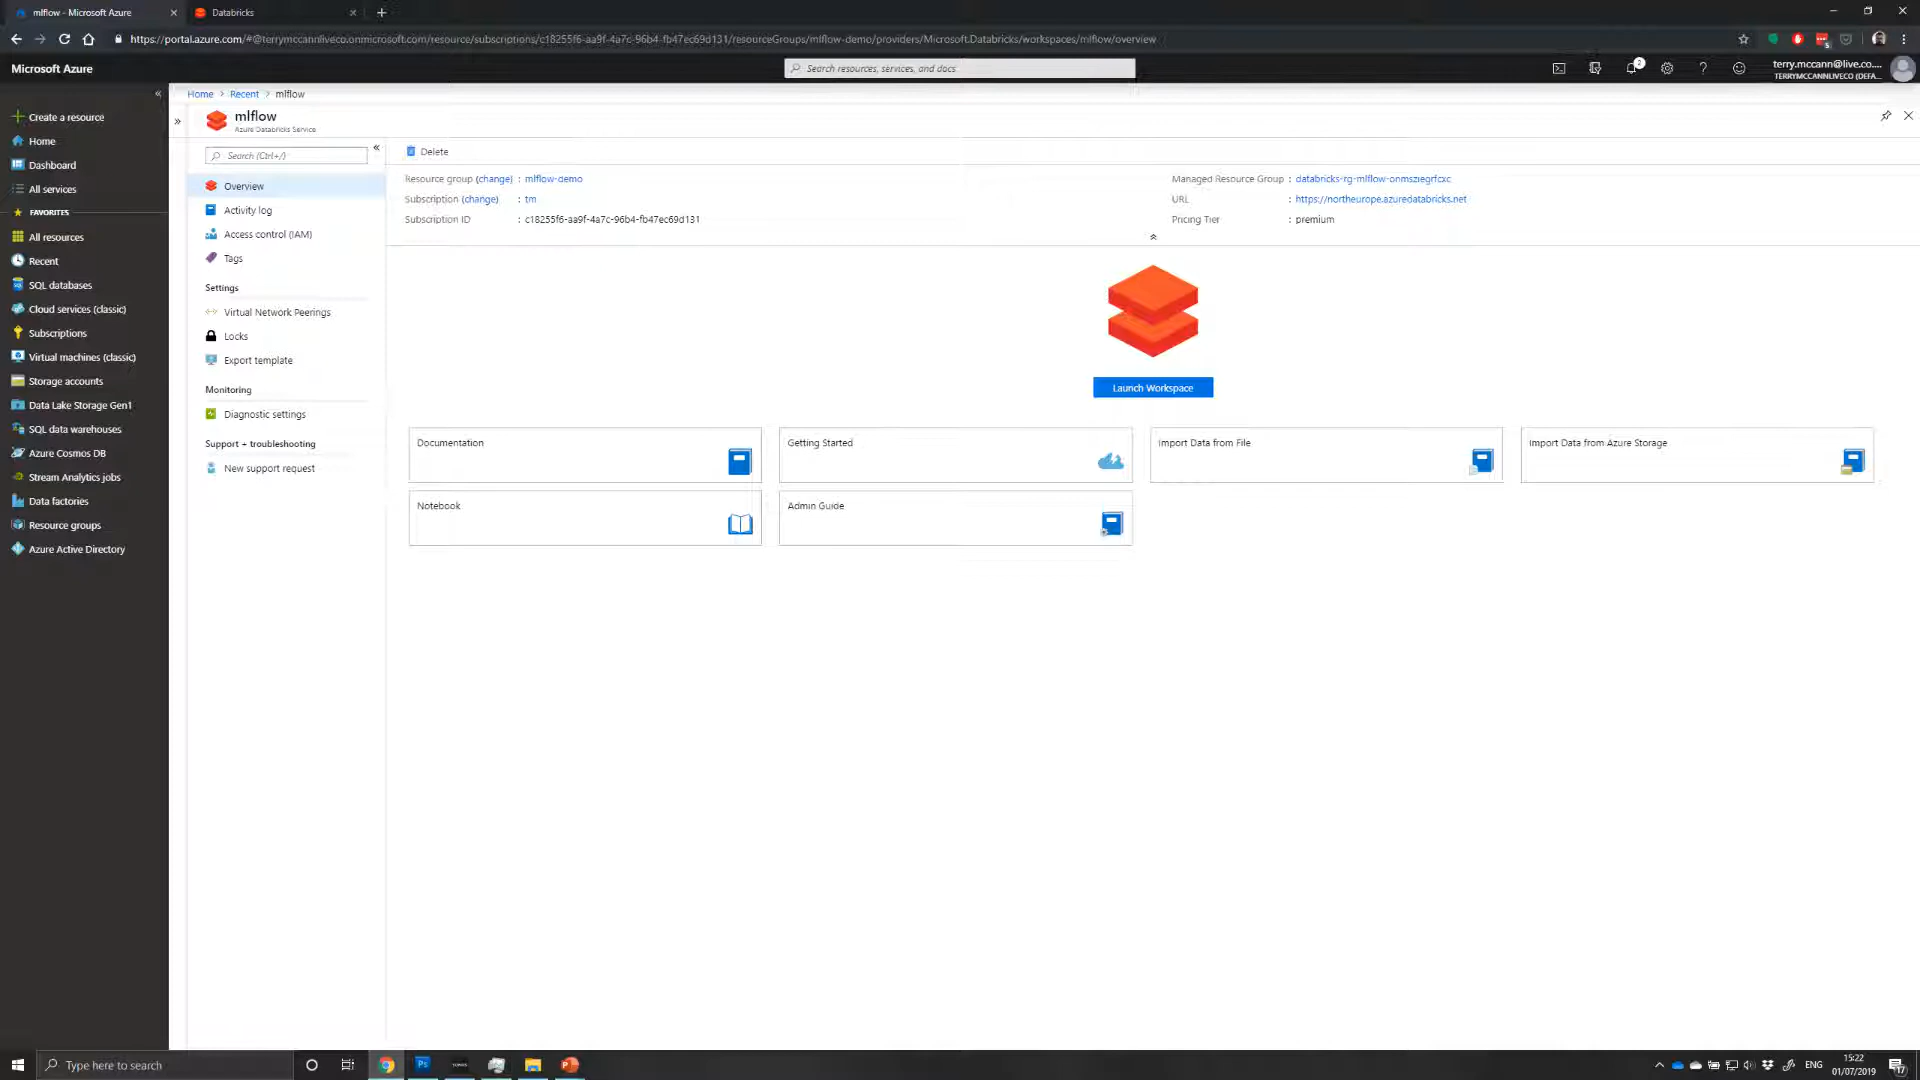 mlflow - Microsoft Azure
Databricks
https://portal.azure.com/#@terrymccannliveco.onmicrosoft.com/resource/subscriptions/c18255f6-aa9f-4a7c-96b4-fb47ec69d131/resourceGroups/mlflow-demo/providers/Microsoft.Databricks/workspaces/mlflow/overview
Microsoft Azure
Search resources, services, and docs
2
terry.mccann@live.co....
TERRYMCCANNLIVECO (DEFA...
Create a resource
Home
Dashboard
All services
FAVORITES
All resources
Recent
SQL databases
Cloud services (classic)
Subscriptions
Virtual machines (classic)
Storage accounts
Data Lake Storage Gen1
SQL data warehouses
Azure Cosmos DB
Stream Analytics jobs
Data factories
Resource groups
Azure Active Directory
Home > Recent > mlflow
mlflow
Azure Databricks Service
Search (Ctrl+/)
Overview
Activity log
Access control (IAM)
Tags
Settings
Virtual Network Peerings
Locks
Export template
Monitoring
Diagnostic settings
Support + troubleshooting
New support request
Delete
Resource group (change) : mlflow-demo
Subscription (change) : tm
Subscription ID : c18255f6-aa9f-4a7c-96b4-fb47ec69d131
Managed Resource Group : databricks-rg-mlflow-onmsziegrfcxc
URL : https://northeurope.azuredatabricks.net
Pricing Tier : premium
Launch Workspace
Documentation
Getting Started
Import Data from File
Import Data from Azure Storage
Notebook
Admin Guide
Type here to search
Ps
ENG
15:22
01/07/2019
17